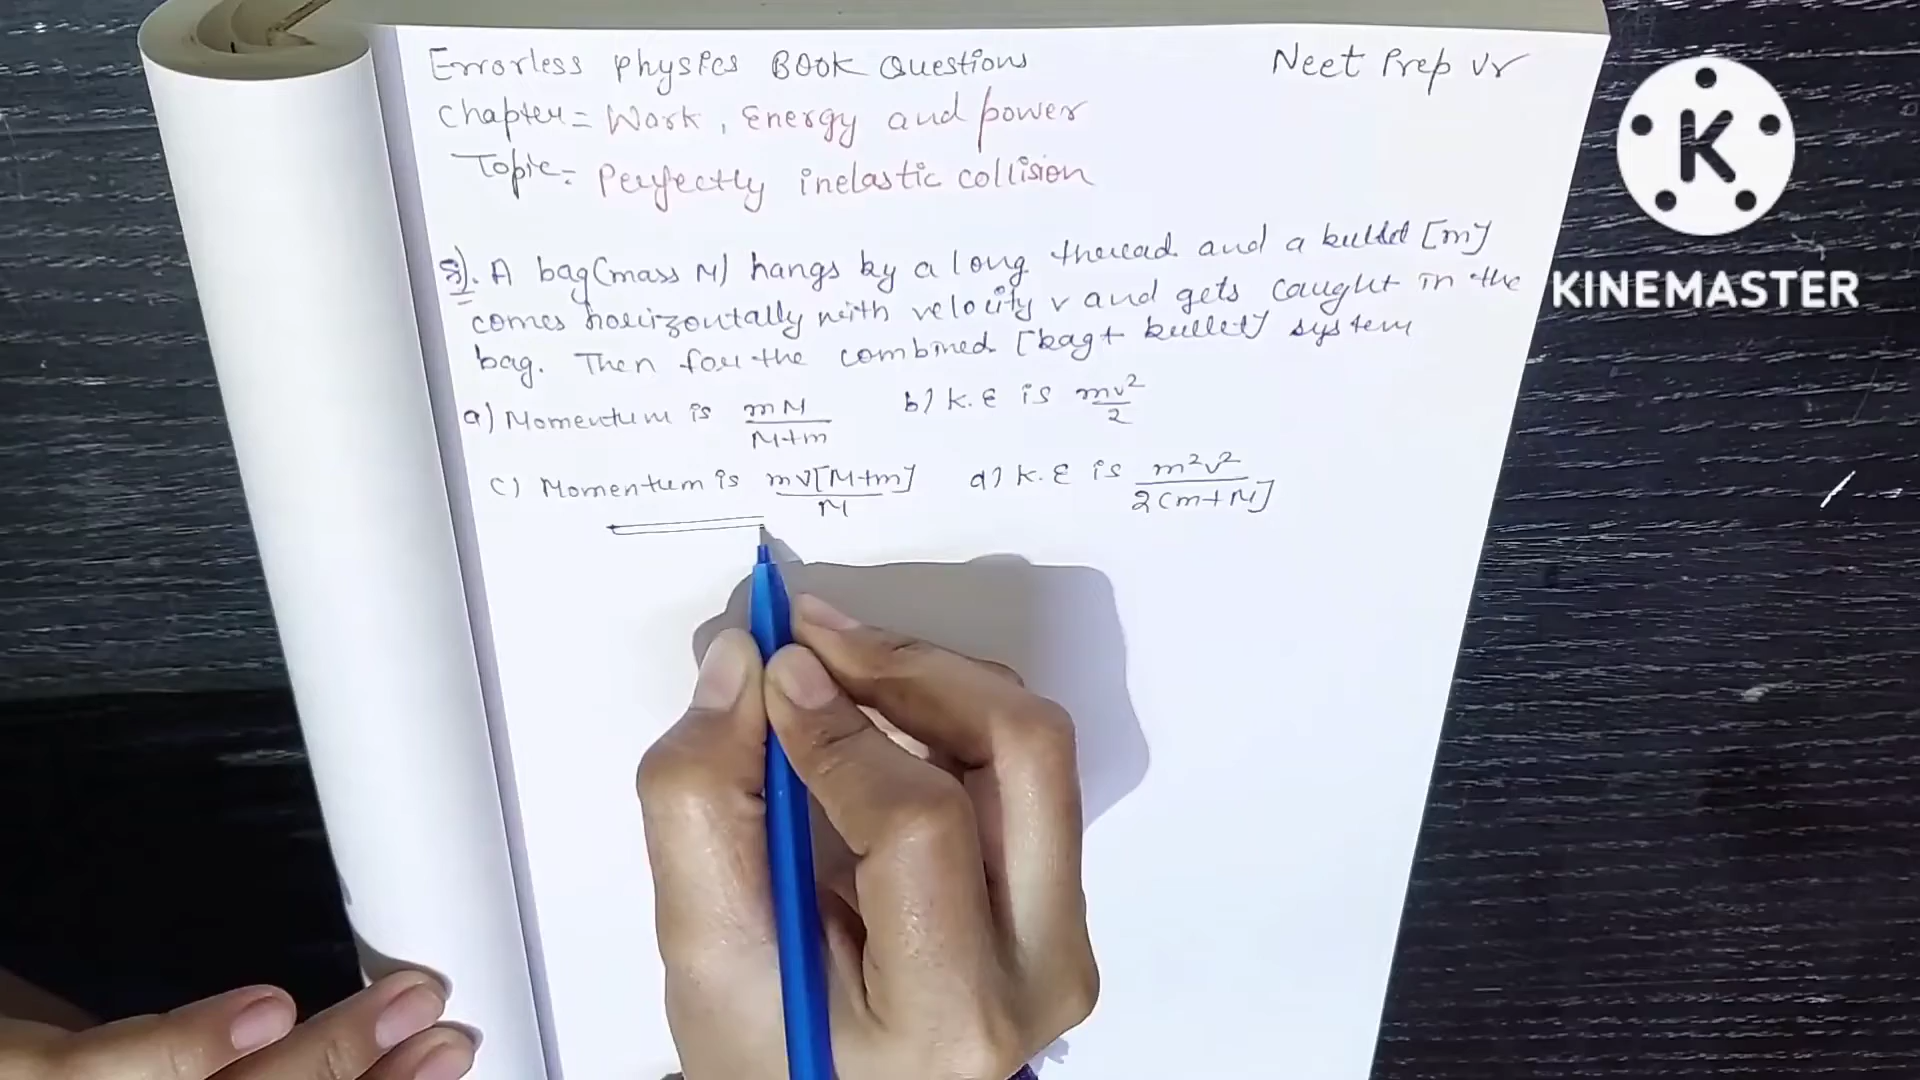 Errorless Physics Book Questions
Neet Prep vr
Chapter = Work, Energy and power
Topic = Perfectly inelastic collision
A bag (mass M) hangs by a long theread and a bullet [m]
comes horizontally with velocity v and gets caught in the
bag. Then for the combined [bag + bullet] system
a) Momentum is mM/M+m b) K.E is mv²/2
c) Momentum is mv[M+m]/M d) K.E is m²v²/2(m+M]
K
KINEMASTER